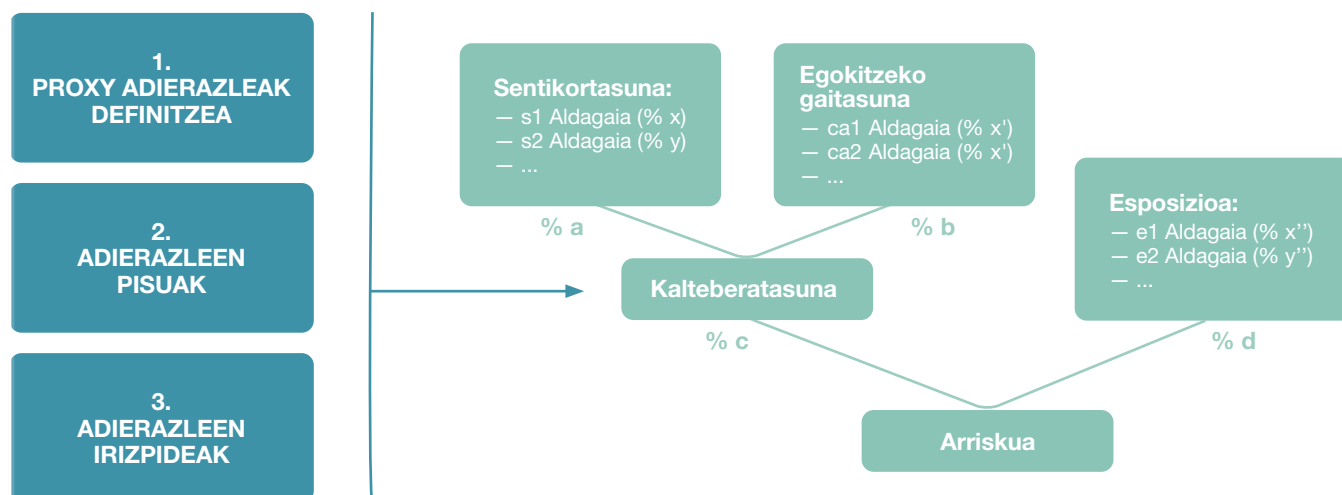 1.
PROXY ADIERAZLEAK
DEFINITZEA
2.
ADIERAZLEEN
PISUAK
3.
ADIERAZLEEN
IRIZPIDEAK
Sentikortasuna:
— s1 Aldagaia (% x)
— s2 Aldagaia (% y)
— ...
Egokitzeko
gaitasuna
— ca1 Aldagaia (% x')
— ca2 Aldagaia (% x')
— ...
Esposizioa:
— e1 Aldagaia (% x'')
— e2 Aldagaia (% y'')
— ...
% a
% b
Kalteberatasuna
% c
% d
Arriskua